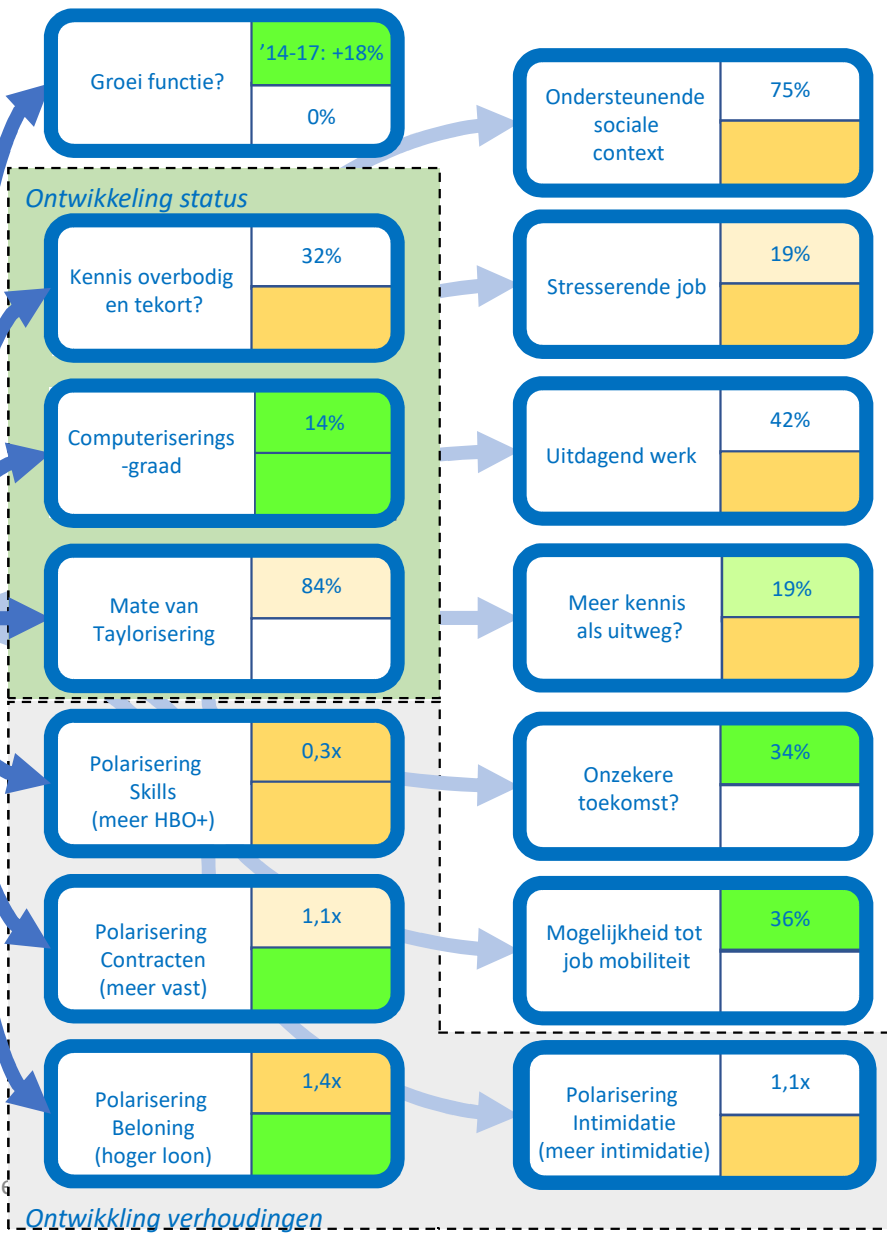 Groei functie?
’14-17: +18%
0%
Ontwikkeling status
Kennis overbodig
en tekort?
32%
Computeriserings
-graad
14%
Mate van
Taylorisering
84%
Polarisering
Skills
(meer HBO+)
0,3x
Polarisering
Contracten
(meer vast)
1,1x
Polarisering
Beloning
(hoger loon)
1,4x
Ontwikkling verhoudingen
Ondersteunende
sociale
context
75%
Stresserende job
19%
Uitdagend werk
42%
Meer kennis
als uitweg?
19%
Onzekere
toekomst?
34%
Mogelijkheid tot
job mobiliteit
36%
Polarisering
Intimidatie
(meer intimidatie)
1,1x